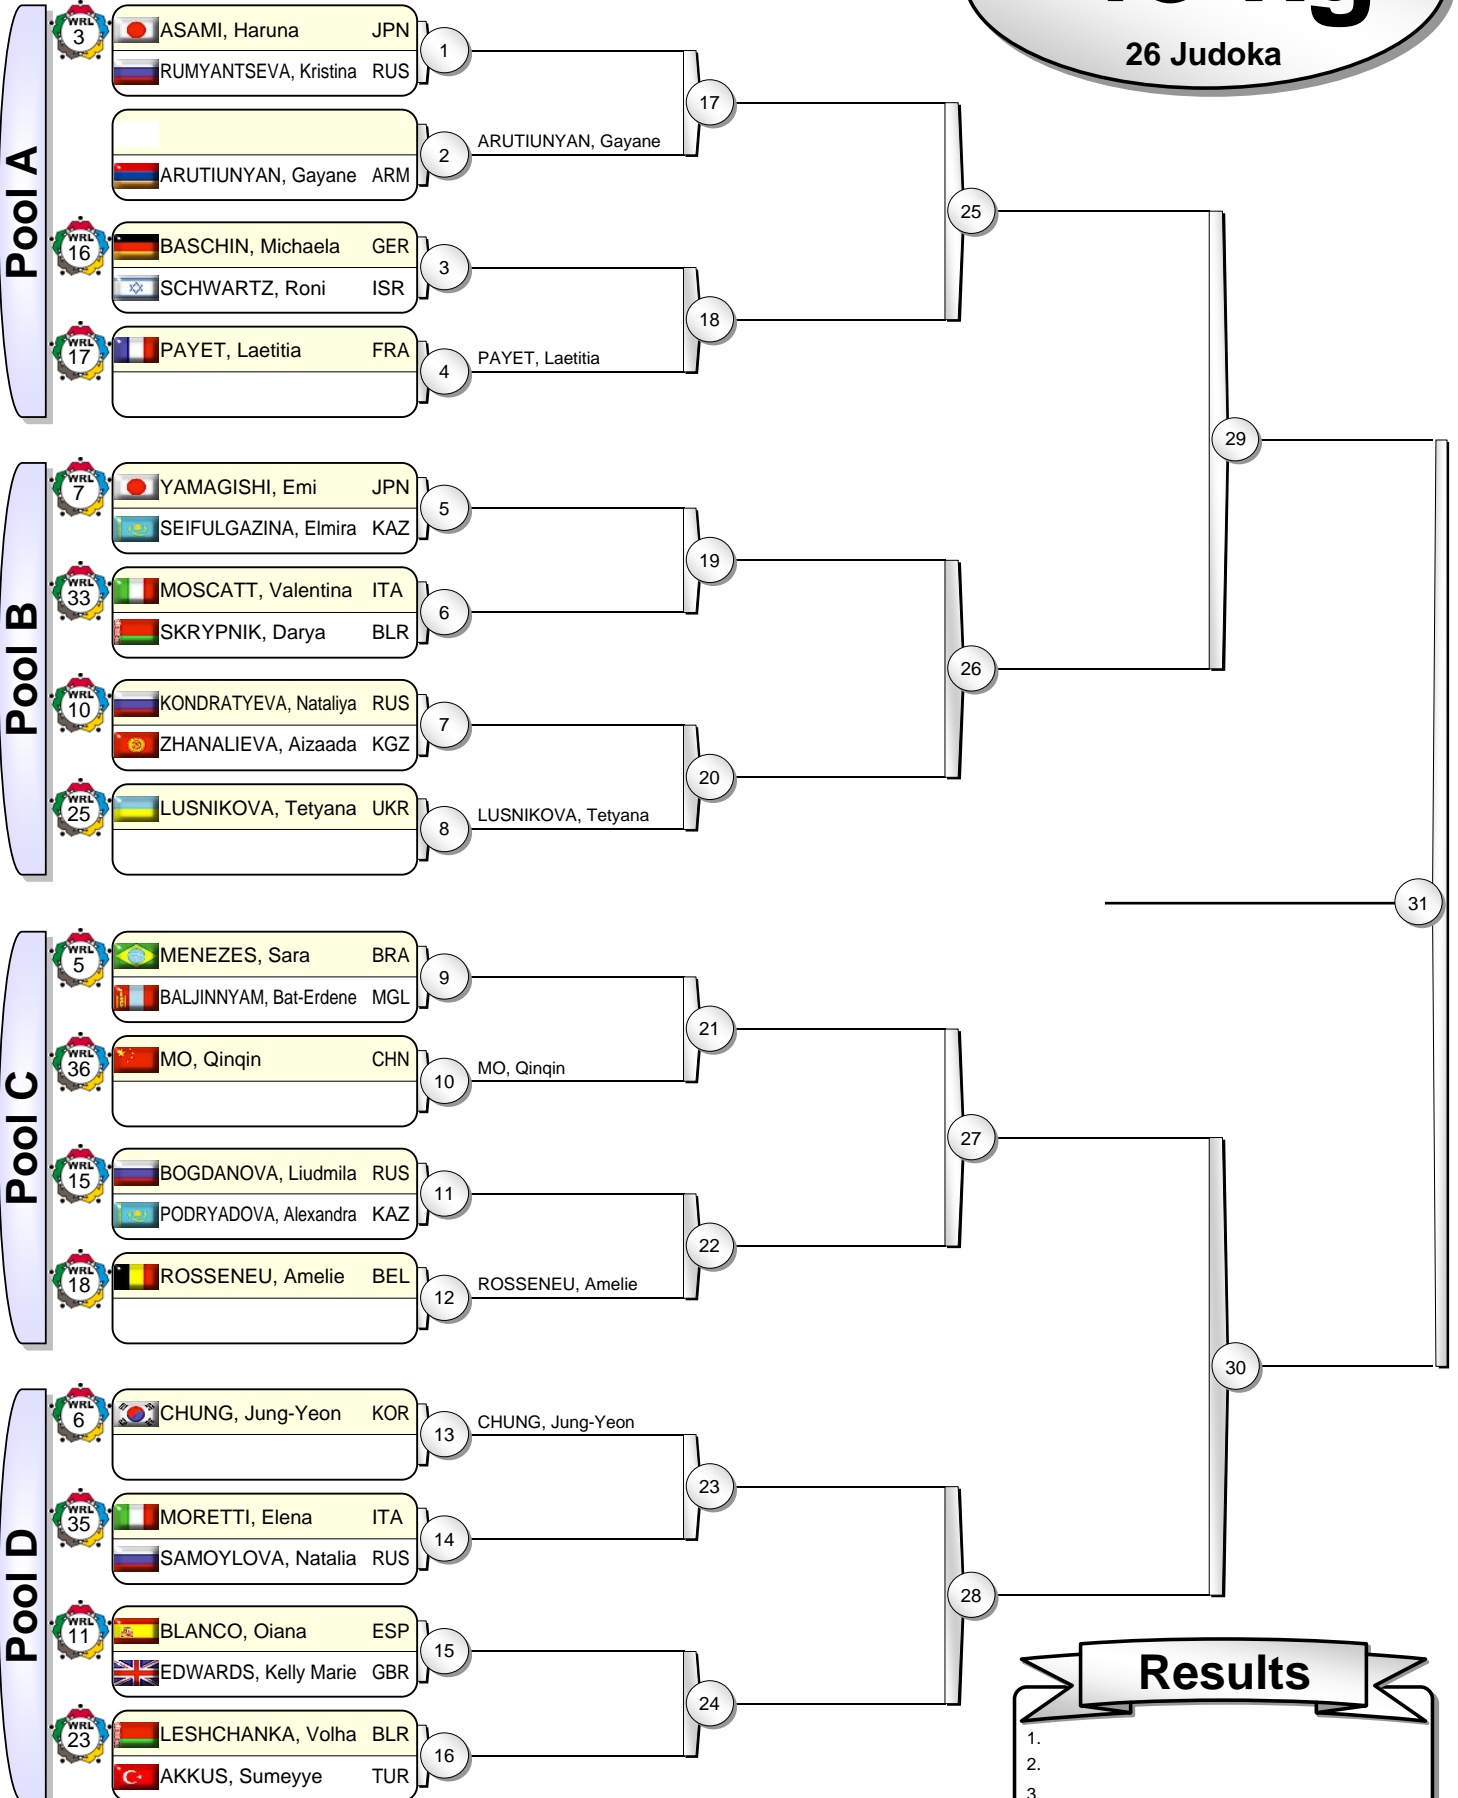 26 Judoka
Pool A
WRL
3
ASAMI, Haruna JPN
RUMYANTSEVA, Kristina RUS
1
ARUTIUNYAN, Gayane ARM
2
ARUTIUNYAN, Gayane
17
WRL
16
BASCHIN, Michaela GER
SCHWARTZ, Roni ISR
3
WRL
17
PAYET, Laetitia FRA
4
PAYET, Laetitia
18
25
Pool B
WRL
7
YAMAGISHI, Emi JPN
SEIFULGAZINA, Elmira KAZ
5
WRL
33
MOSCATT, Valentina ITA
SKRYPNIK, Darya BLR
6
19
WRL
10
KONDRATYEVA, Nataliya RUS
ZHANALIEVA, Aizaada KGZ
7
WRL
25
LUSNIKOVA, Tetyana UKR
8
LUSNIKOVA, Tetyana
20
26
29
Pool C
WRL
5
MENEZES, Sara BRA
BALJINNYAM, Bat-Erdene MGL
9
WRL
36
MO, Qinqin CHN
10
MO, Qinqin
21
WRL
15
BOGDANOVA, Liudmila RUS
PODRYADOVA, Alexandra KAZ
11
WRL
18
ROSSENEU, Amelie BEL
12
ROSSENEU, Amelie
22
27
Pool D
WRL
6
CHUNG, Jung-Yeon KOR
13
CHUNG, Jung-Yeon
WRL
35
MORETTI, Elena ITA
SAMOYLOVA, Natalia RUS
14
23
WRL
11
BLANCO, Oiana ESP
EDWARDS, Kelly Marie GBR
15
WRL
23
LESHCHANKA, Volha BLR
AKKUS, Sumeyye TUR
16
24
28
30
31
Results
1.
2.
3